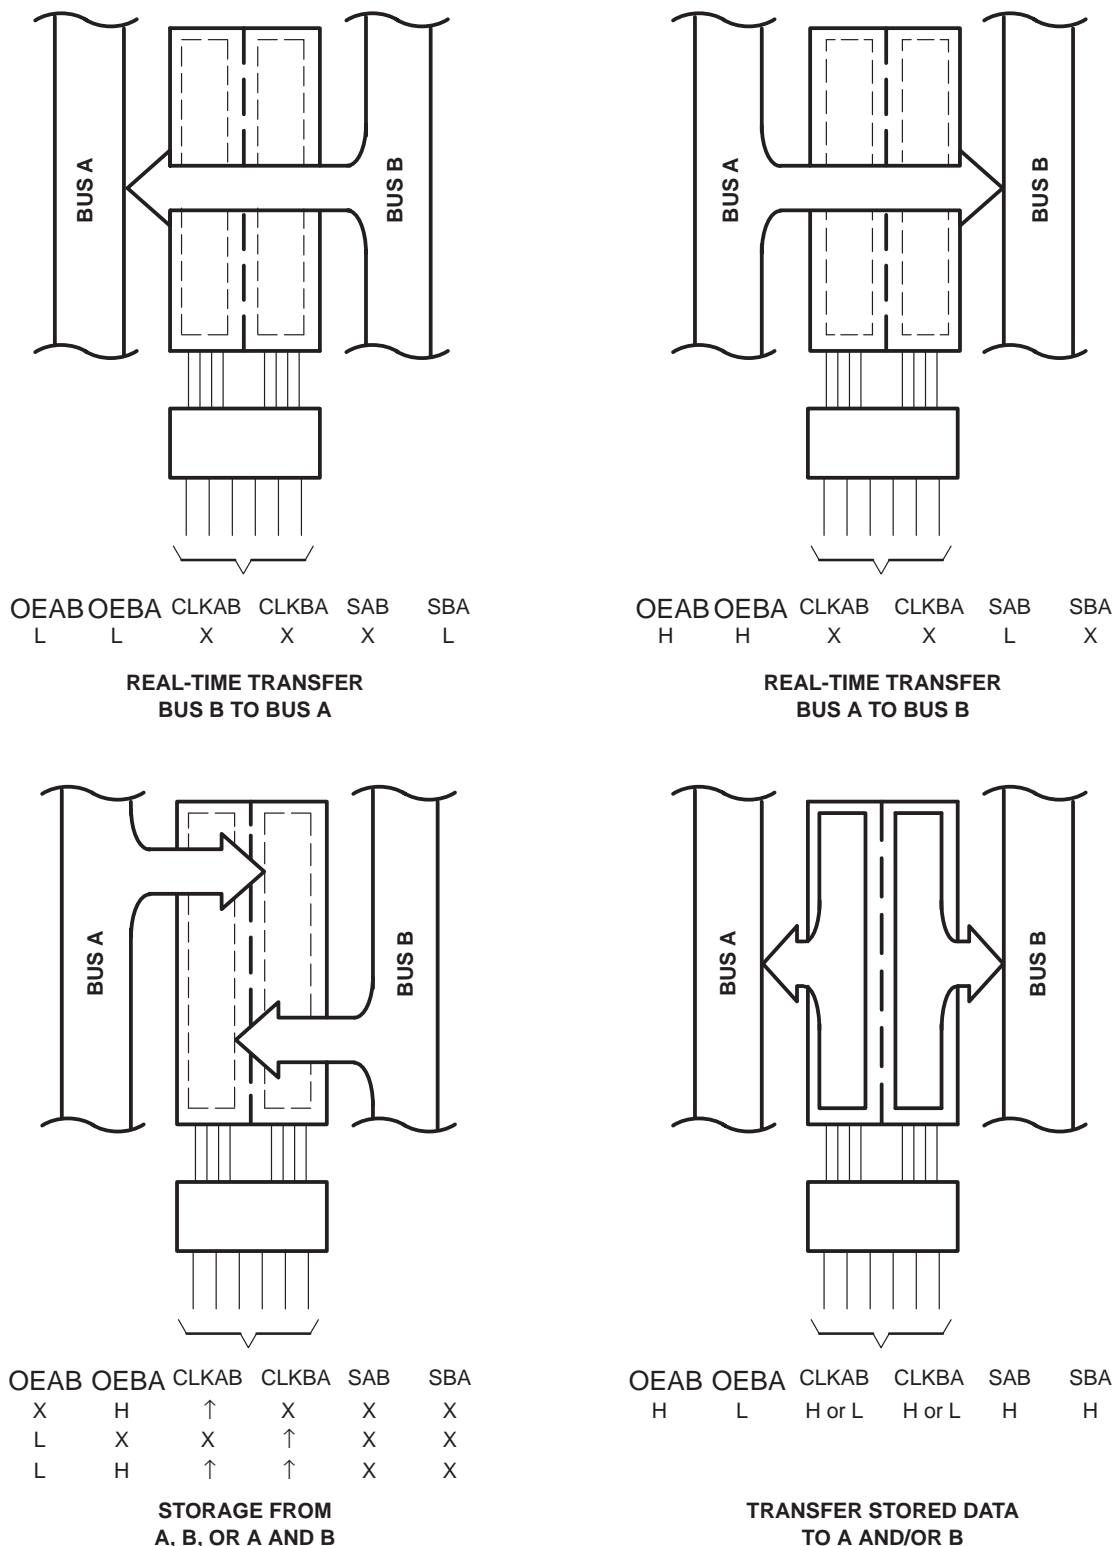 BUS A
BUS B
OEAB OEBA CLKAB CLKBA SAB SBA
L L X X X L
REAL-TIME TRANSFER
BUS B TO BUS A
BUS A
BUS B
OEAB OEBA CLKAB CLKBA SAB SBA
H H X X L X
REAL-TIME TRANSFER
BUS A TO BUS B
BUS A
BUS B
OEAB OEBA CLKAB CLKBA SAB SBA
X H ↑ X X X
L X X ↑ X X
L H ↑ ↑ X X
STORAGE FROM
A, B, OR A AND B
BUS A
BUS B
OEAB OEBA CLKAB CLKBA SAB SBA
H L H or L H or L H H
TRANSFER STORED DATA
TO A AND/OR B